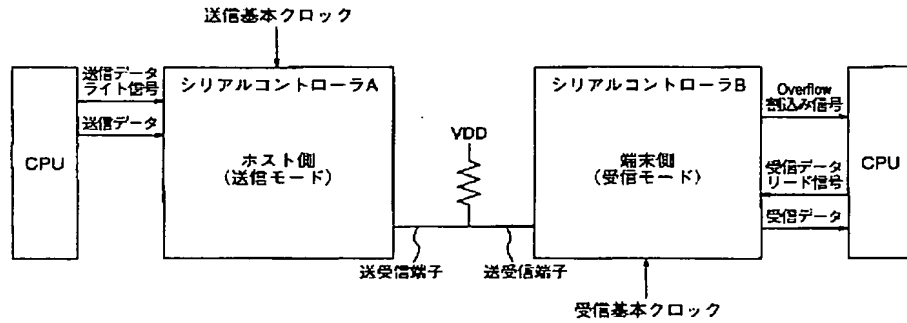 送信基本クロック
CPU
送信データ
ライト信号
送信データ
シリアルコントローラA
ホスト側
(送信モード)
VDD
送受信端子
送受信端子
シリアルコントローラB
端末側
(受信モード)
Overflow
割込み信号
受信データ
リード信号
受信データ
CPU
受信基本クロック